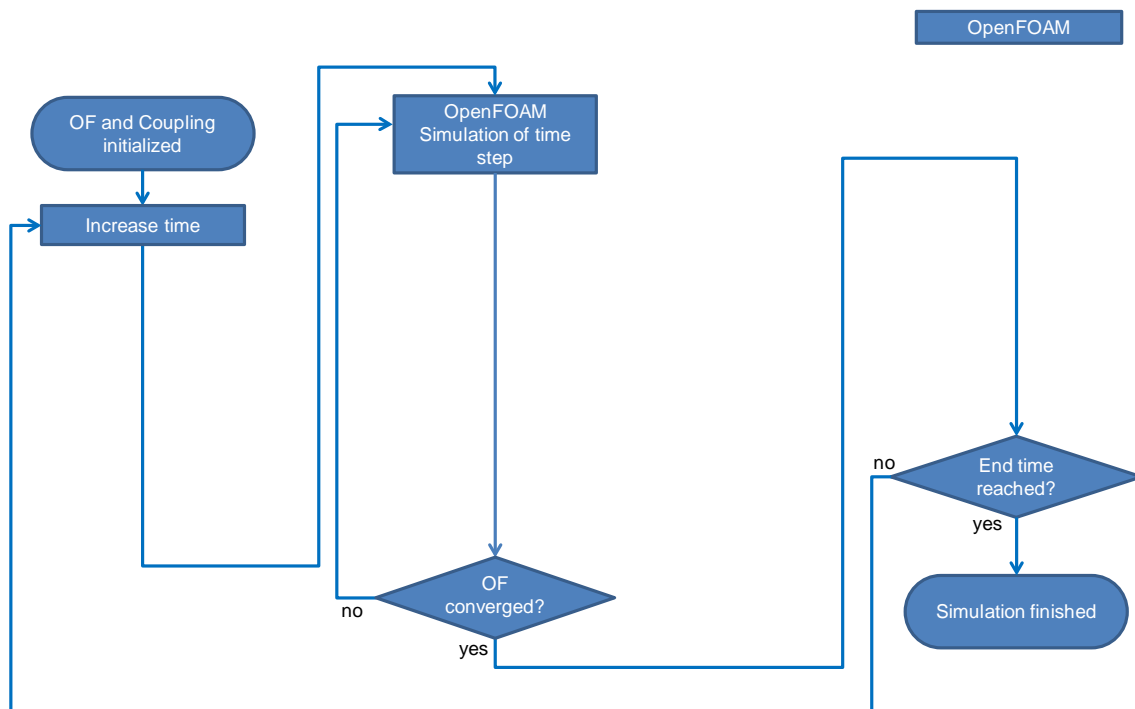 OpenFOAM
OF and Coupling
initialized
Increase time
OpenFOAM
Simulation of time
step
OF
converged?
no
yes
End time
reached?
no
yes
Simulation finished